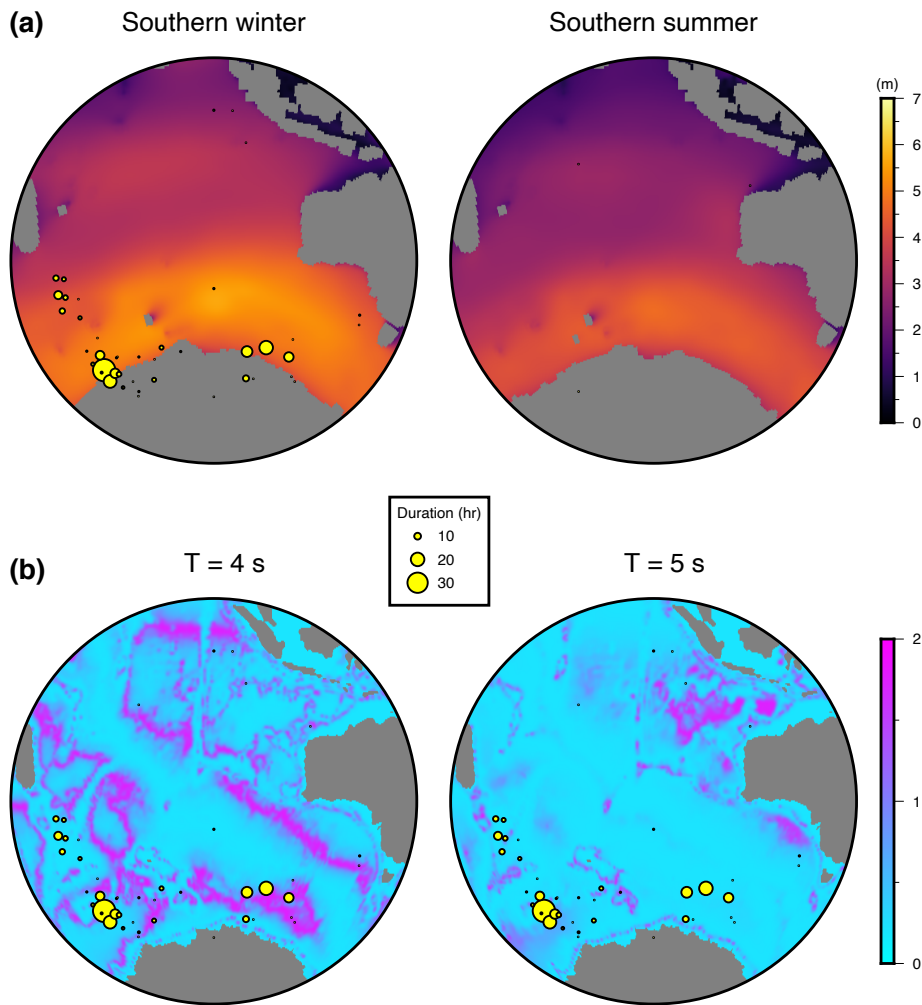 (a)
Southern winter
Southern summer
(m)
7
6
5
4
3
2
1
0
Duration (hr)
10
20
30
(b)
T = 4 s
T = 5 s
2
1
0